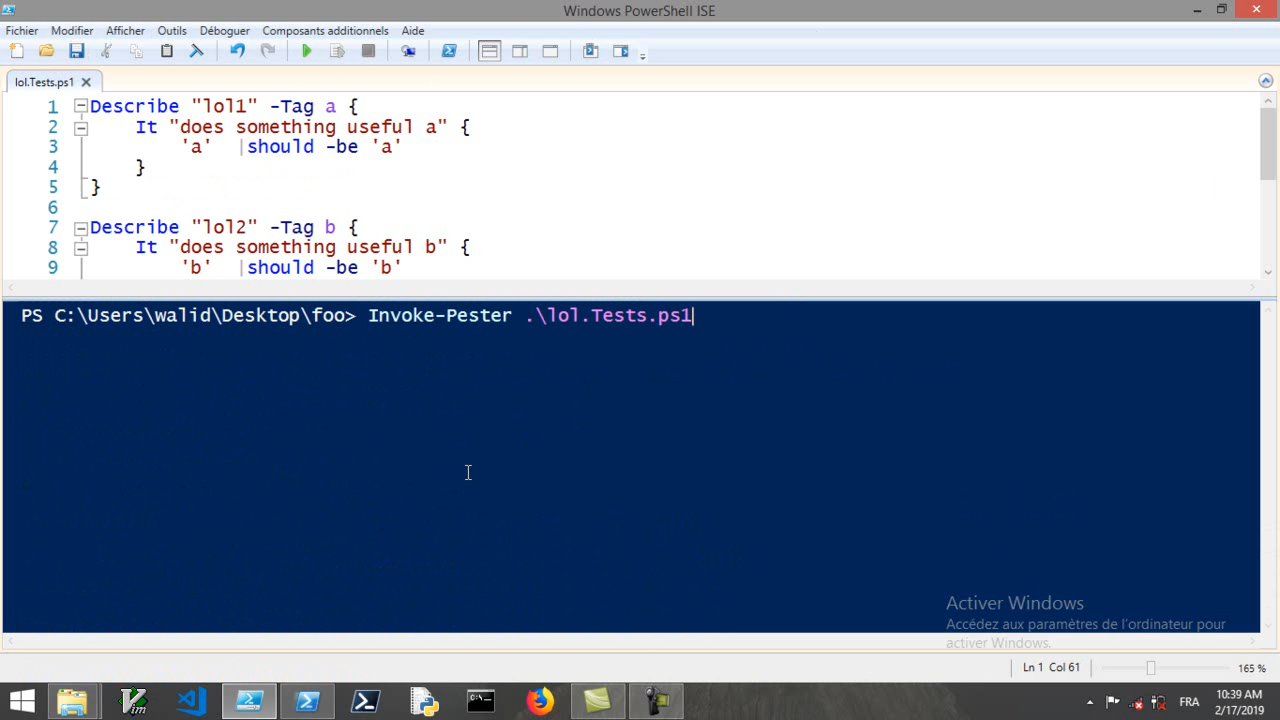 Windows PowerShell ISE
Fichier Modifier Afficher Outils Déboguer Composants additionnels Aide
lol.Tests.ps1
1 Describe "lol1" -Tag a {
2 It "does something useful a" {
3 'a' |should -be 'a'
4 }
5 }
6
7 Describe "lol2" -Tag b {
8 It "does something useful b" {
9 'b' |should -be 'b'
PS C:\Users\walid\Desktop\foo> Invoke-Pester .\lol.Tests.ps1
Activer Windows
Accédez aux paramètres de l'ordinateur pour
activer Windows.
Ln 1 Col 61 165 %
FRA 10:39 AM
2/17/2019